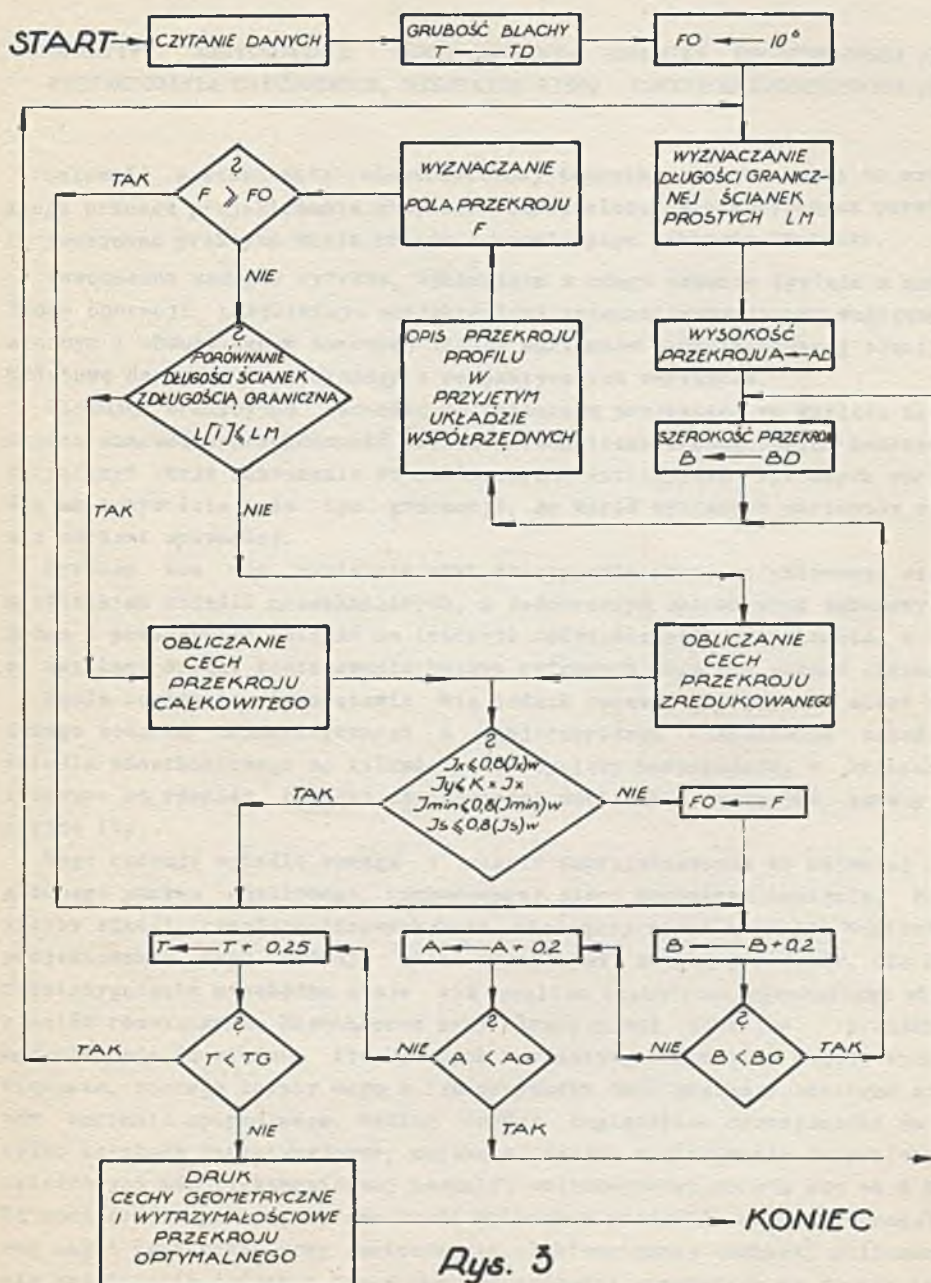 START
CZYTANIE DANYCH
GRUBOŚĆ BLACHY
T ← TD
FO ← 10⁶
TAK
?
F ⩾ FO
NIE
WYZNACZANIE
POLA PRZEKROJU
F
WYZNACZANIE
DŁUGOŚCI GRANICZ-
NEJ ŚCIANEK
PROSTYCH LM
?
PORÓWNANIE
DŁUGOŚCI ŚCIANEK
Z DŁUGOŚCIĄ GRANICZNA
L[I] ⩽ LM
OPIS PRZEKROJU
PROFILU
W
PRZYJĘTYM
UKŁADZIE
WSPÓŁRZĘDNYCH
WYSOKOŚĆ
PRZEKROJU A ← AD
SZEROKOŚĆ PRZEKROJU
B ← BD
TAK
NIE
OBLICZANIE
CECH
PRZEKROJU
CAŁKOWITEGO
OBLICZANIE
CECH
PRZEKROJU
ZREDUKOWANEGO
?
Jx ⩽ 0,8(Jx)w
Jy ⩽ K × Jx
Jmin ⩽ 0,8(Jmin)w
Js ⩽ 0,8(Js)w
TAK
NIE
FO ← F
T ← T + 0,25
A ← A + 0,2
B ← B + 0,2
TAK
?
T < TG
NIE
?
A < AG
NIE
?
B < BG
TAK
NIE
TAK
DRUK
CECHY GEOMETRYCZNE
I WYTRZYMAŁOŚCIOWE
PRZEKROJU
OPTYMALNEGO
KONIEC
Rys. 3